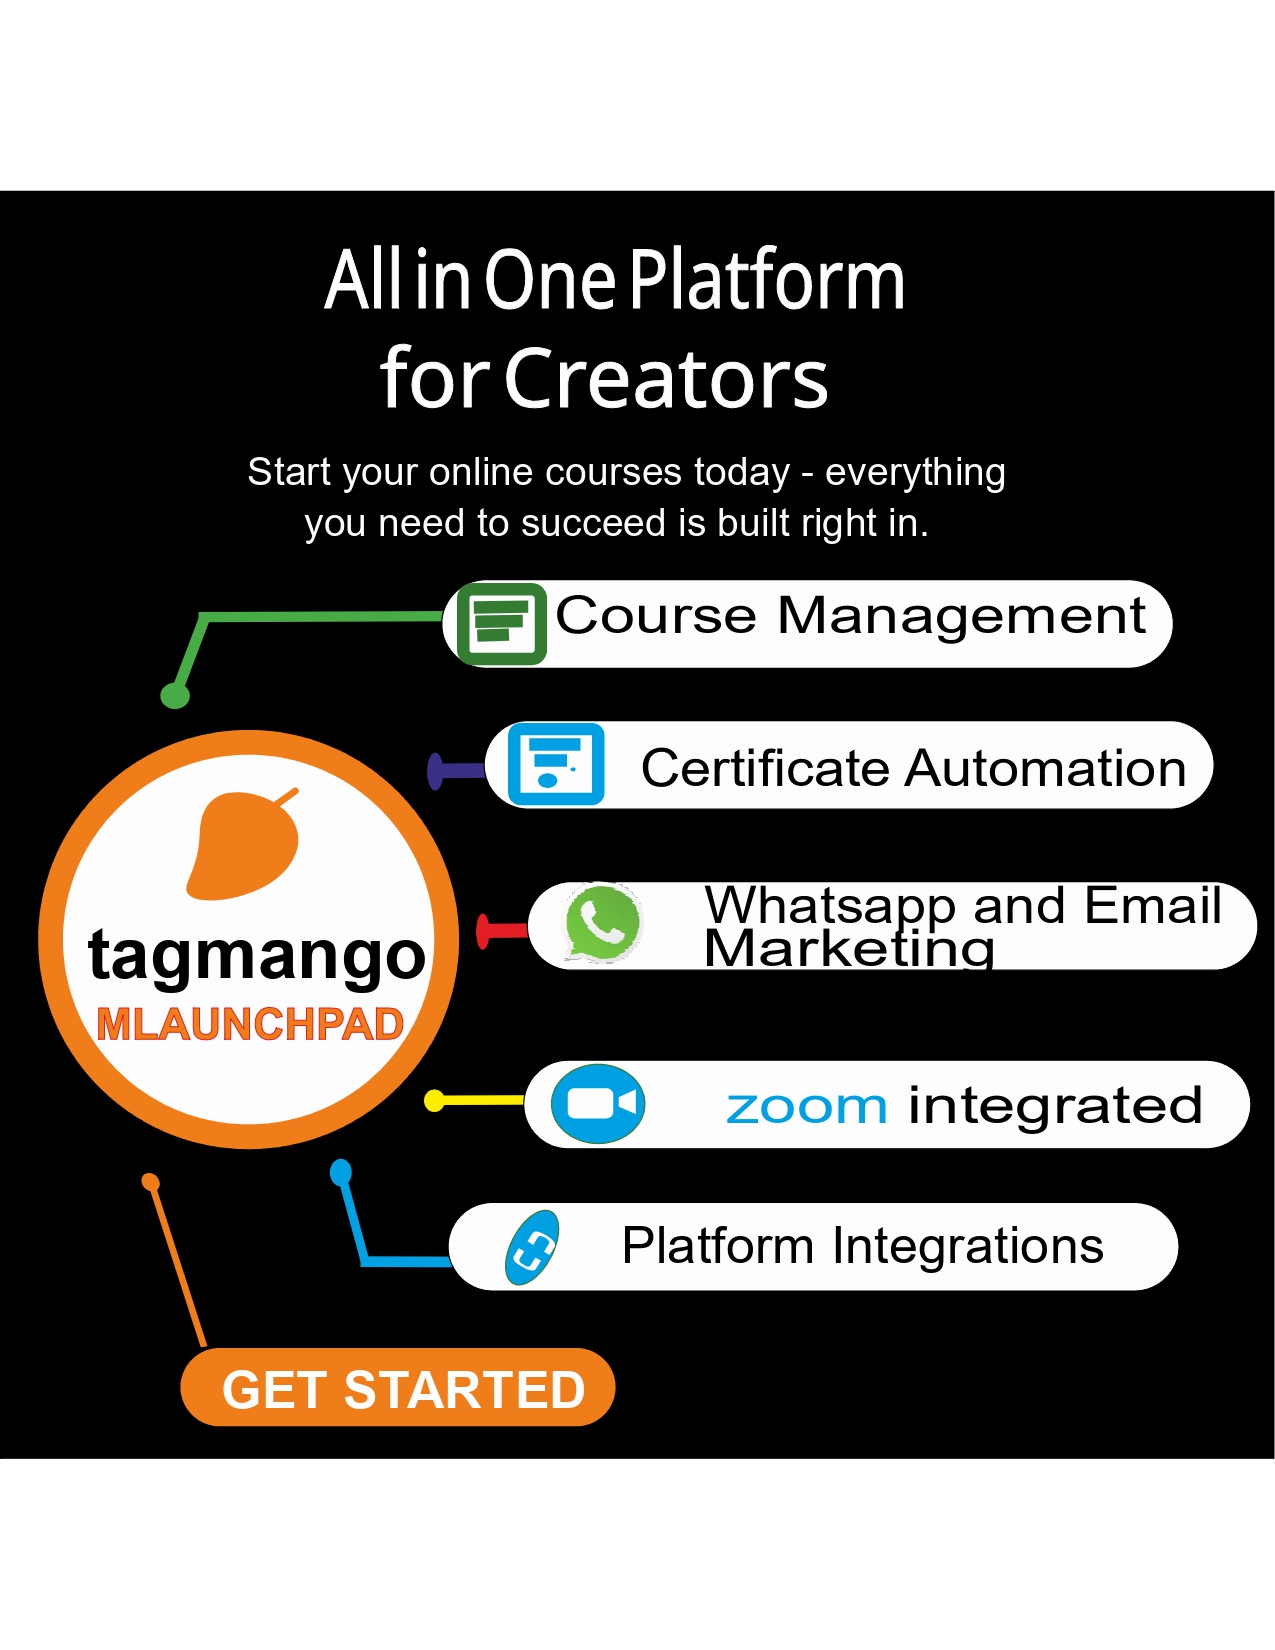 All in One Platform
for Creators
Start your online courses today - everything
you need to succeed is built right in.
Course Management
Certificate Automation
Whatsapp and Email
Marketing
tagmango
MLAUNCHPAD
zoom integrated
Platform Integrations
GET STARTED